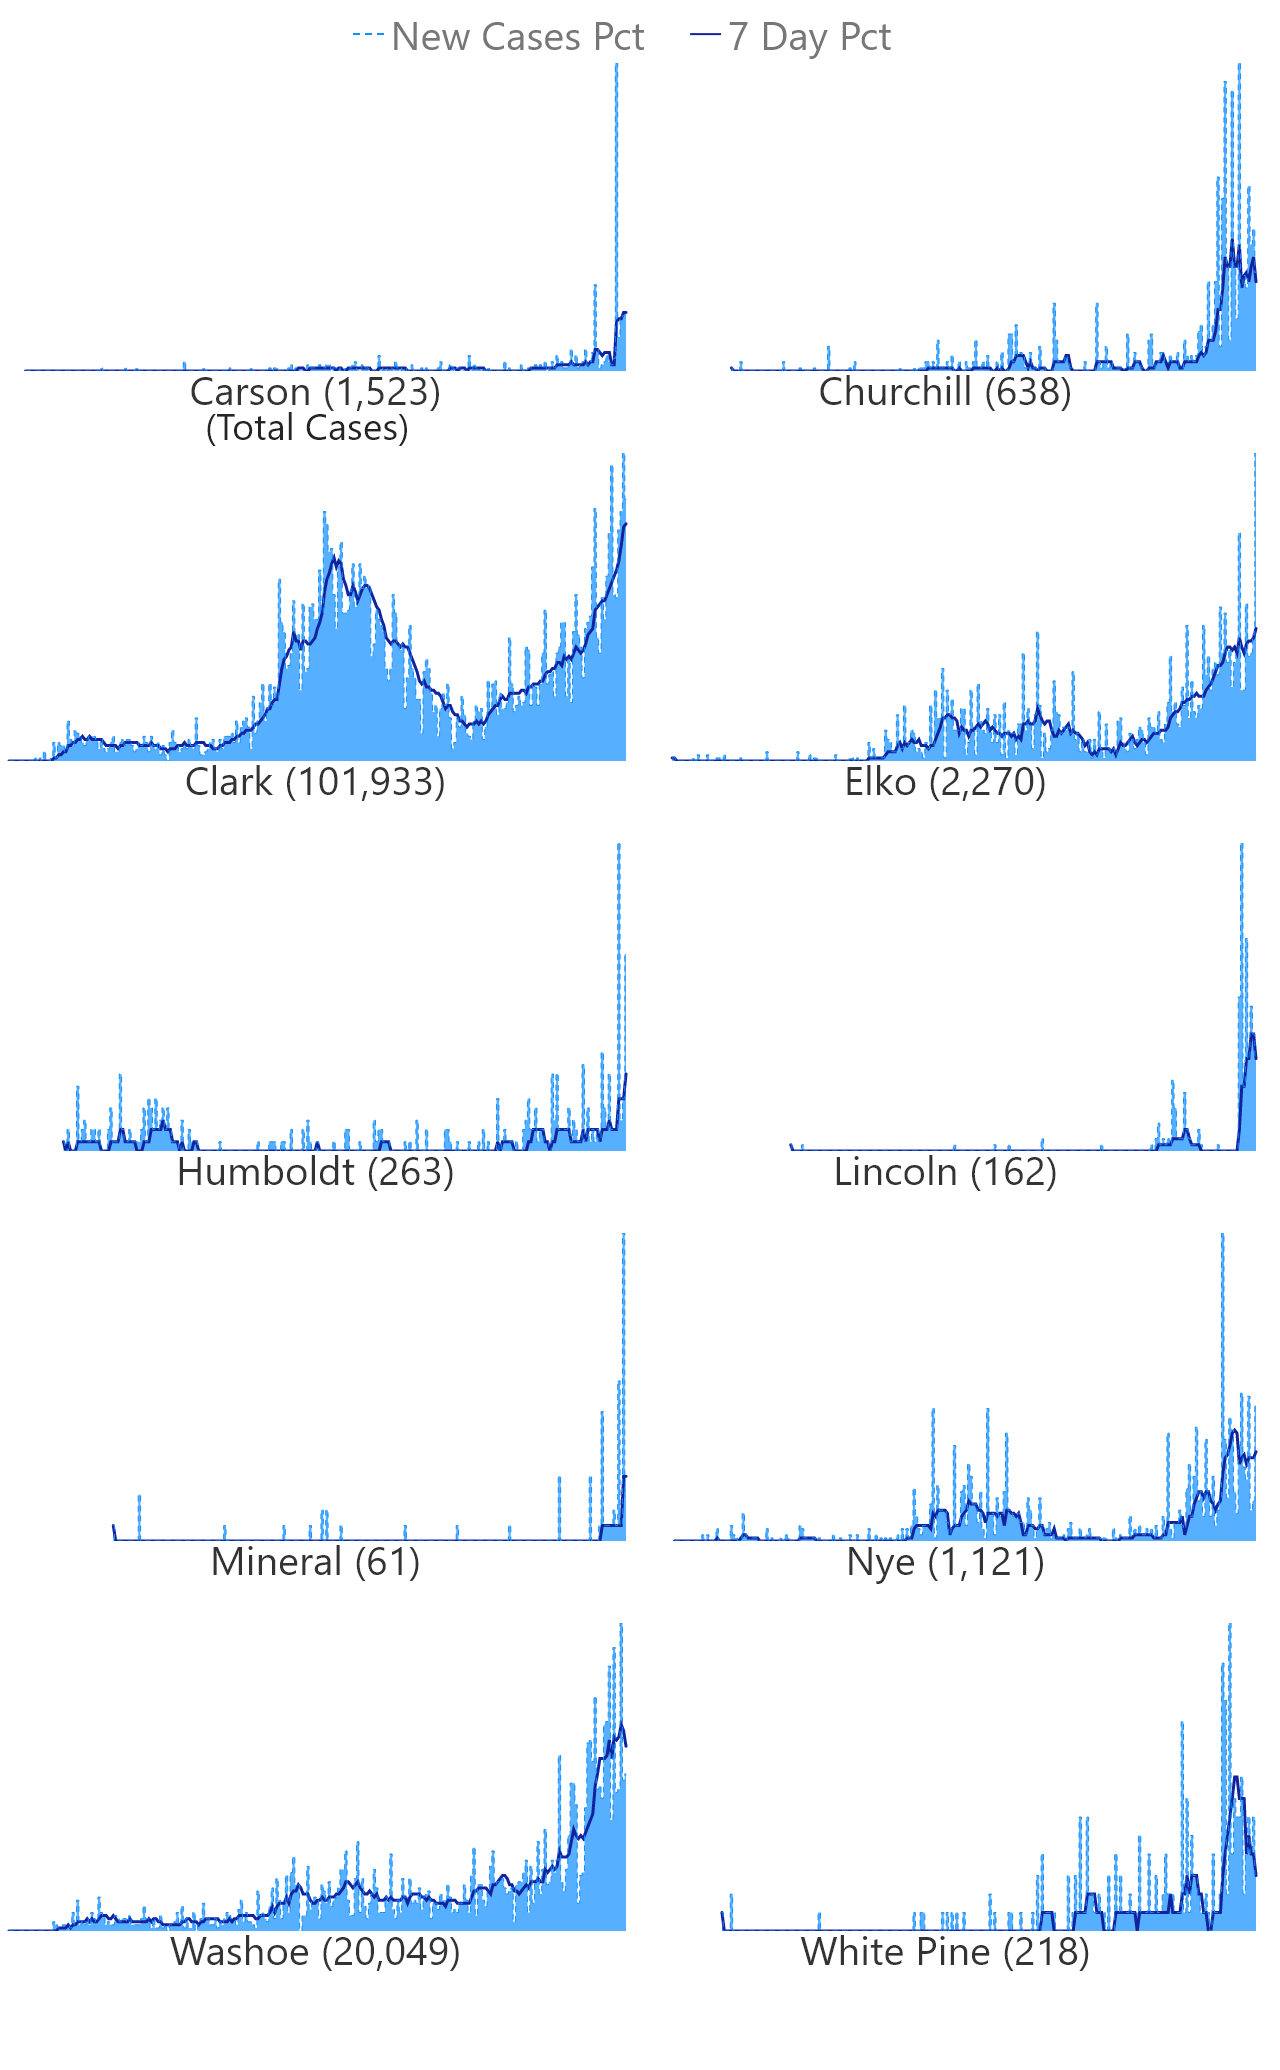 New Cases Pct 7 Day Pct
Carson (1,523) Churchill (638)
(Total Cases)
Clark (101,933) Elko (2,270)
Humboldt (263) Lincoln (162)
Mineral (61) Nye (1,121)
Washoe (20,049) White Pine (218)